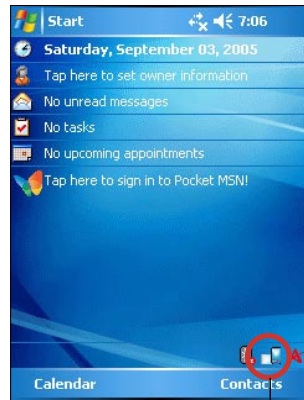 Start 7:06
Saturday, September 03, 2005
Tap here to set owner information
No unread messages
No tasks
No upcoming appointments
Tap here to sign in to Pocket MSN!
A
Calendar Contacts